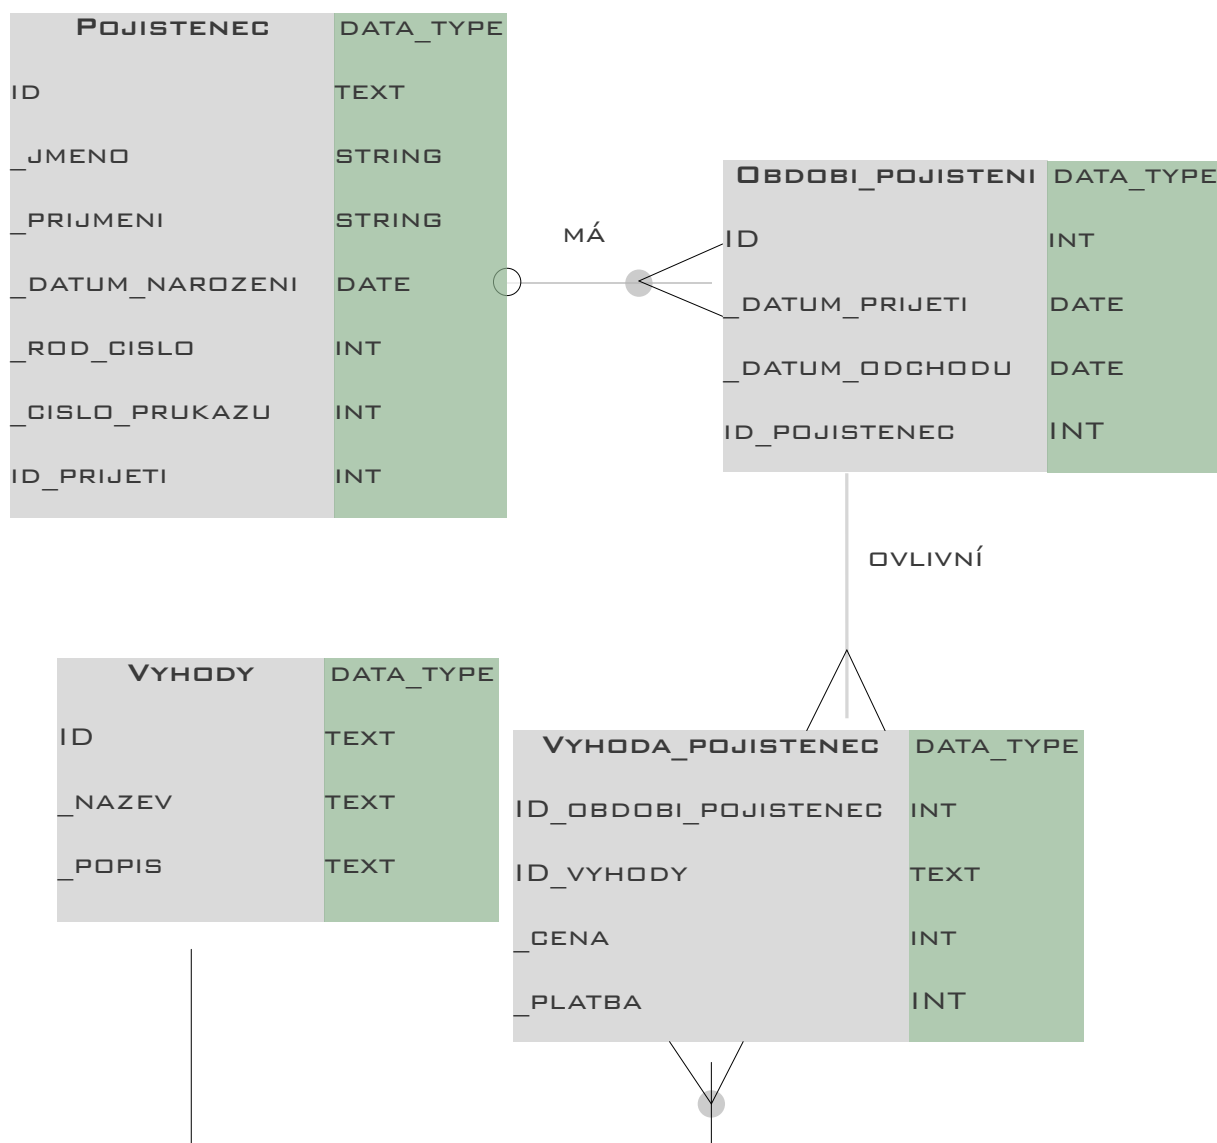 Pojistenec DATA_TYPE
ID TEXT
_JMENO STRING
_PRIJMENI STRING
_DATUM_NAROZENI DATE
_ROD_CISLO INT
_CISLO_PRUKAZU INT
ID_PRIJETI INT
MÁ
Obdobi_pojisteni DATA_TYPE
ID INT
_DATUM_PRIJETI DATE
_DATUM_ODCHODU DATE
ID_POJISTENEC INT
OVLIVNÍ
Vyhody DATA_TYPE
ID TEXT
_NAZEV TEXT
_POPIS TEXT
Vyhoda_pojistenec DATA_TYPE
ID_OBDOBI_POJISTENEC INT
ID_VYHODY TEXT
_CENA INT
_PLATBA INT